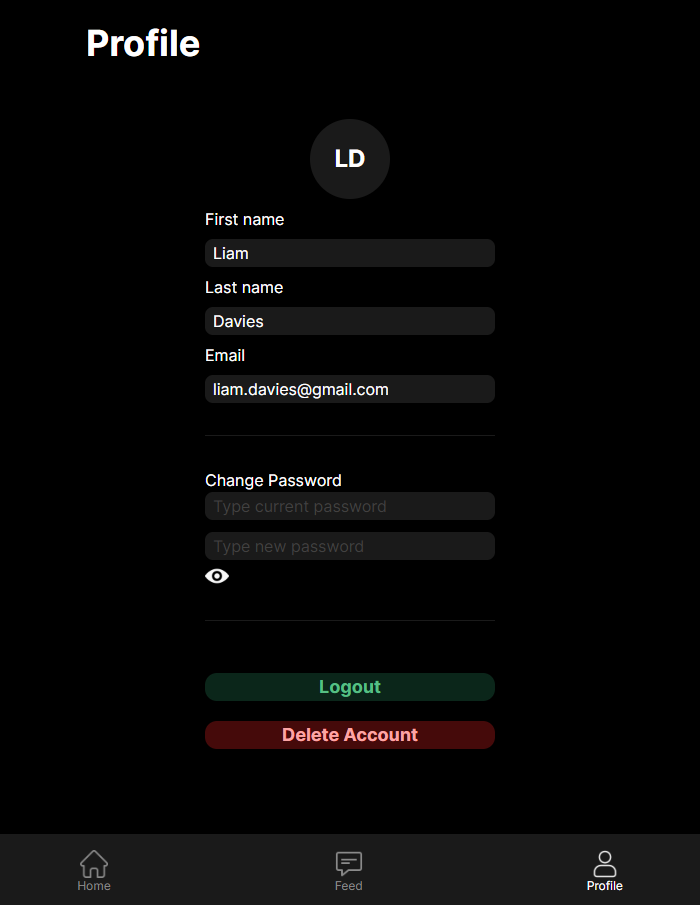 Profile
LD
First name
Liam
Last name
Davies
Email
liam.davies@gmail.com
Change Password
Type current password
Type new password
Logout
Delete Account
Home
Feed
Profile